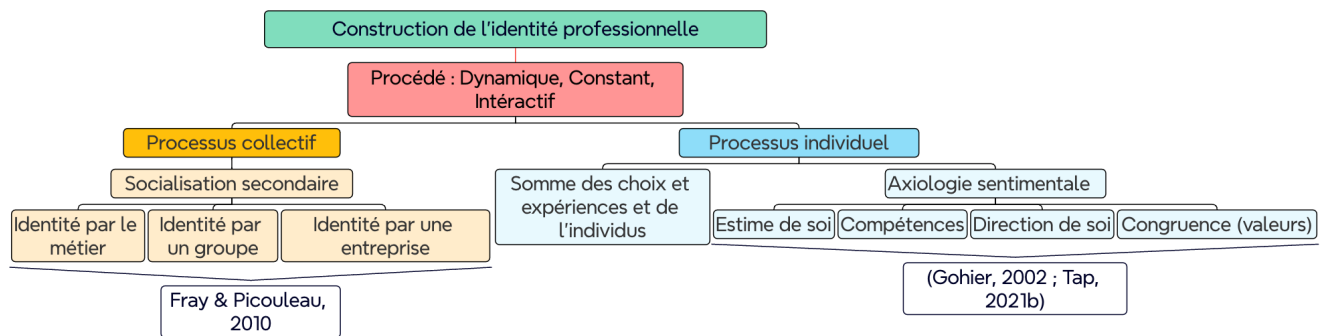 Construction de l'identité professionnelle
Procédé : Dynamique, Constant,
Intéractif
Processus collectif
Processus individuel
Socialisation secondaire
Somme des choix et
expériences et de
l'individus
Axiologie sentimentale
Identité par le
métier
Identité par
un groupe
Identité par une
entreprise
Estime de soi
Compétences
Direction de soi
Congruence (valeurs)
Fray & Picouleau,
2010
(Gohier, 2002 ; Tap,
2021b)